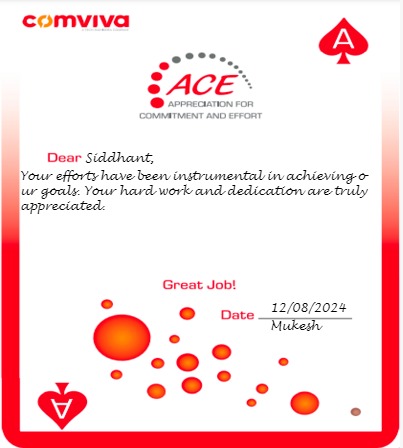 comviva
A
ACE
APPRECIATION FOR
COMMITMENT AND EFFORT
Dear Siddhant,
Your efforts have been instrumental in achieving o
ur goals. Your hard work and dedication are truly
appreciated.
Great Job!
Date 12/08/2024
Mukesh
A